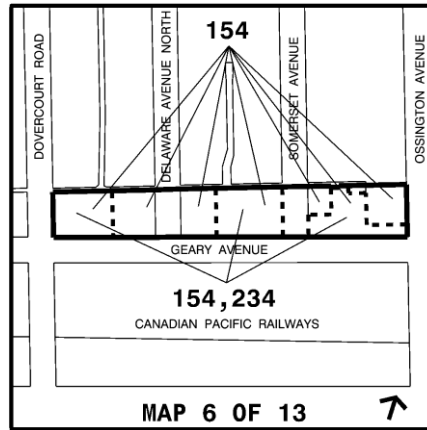 154
DOVERCOURT ROAD
DELAWARE AVENUE NORTH
SOMERSET AVENUE
OSSINGTON AVENUE
GEARY AVENUE
154,234
CANADIAN PACIFIC RAILWAYS
MAP 6 OF 13